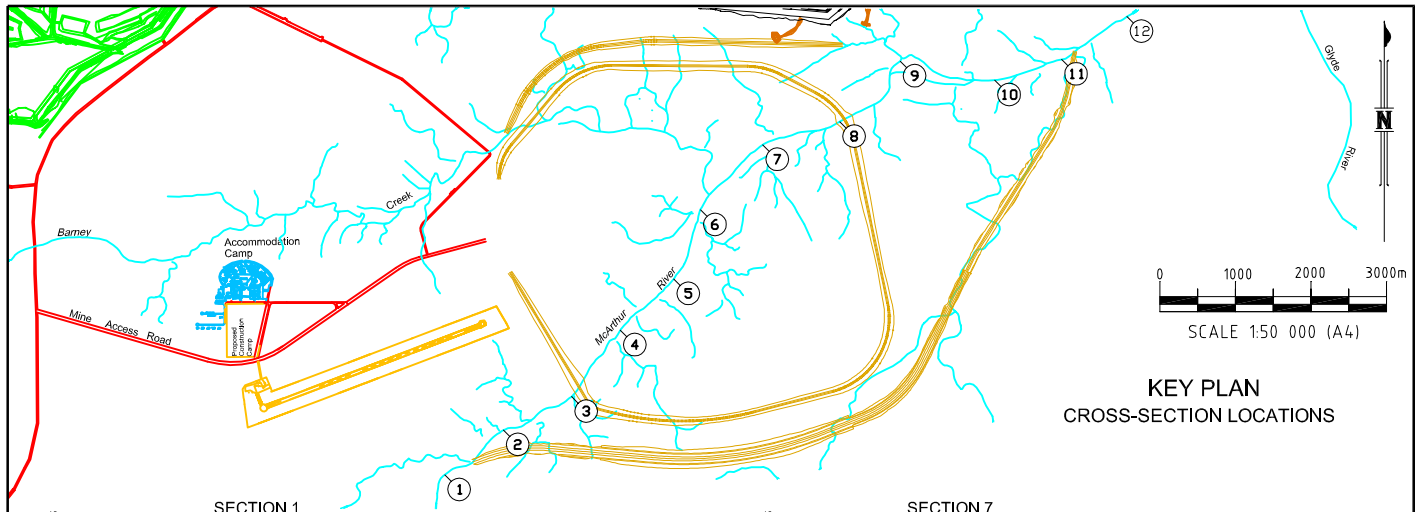 12
Glyde
River
9
10
11
N
8
7
Creek
Barney
6
Accommodation
Camp
River
5
0 1000 2000 3000m
SCALE 1:50 000 (A4)
Mine Access Road
Proposed
Construction
Camp
McArthur
4
KEY PLAN
CROSS-SECTION LOCATIONS
3
2
1
SECTION 1
SECTION 7